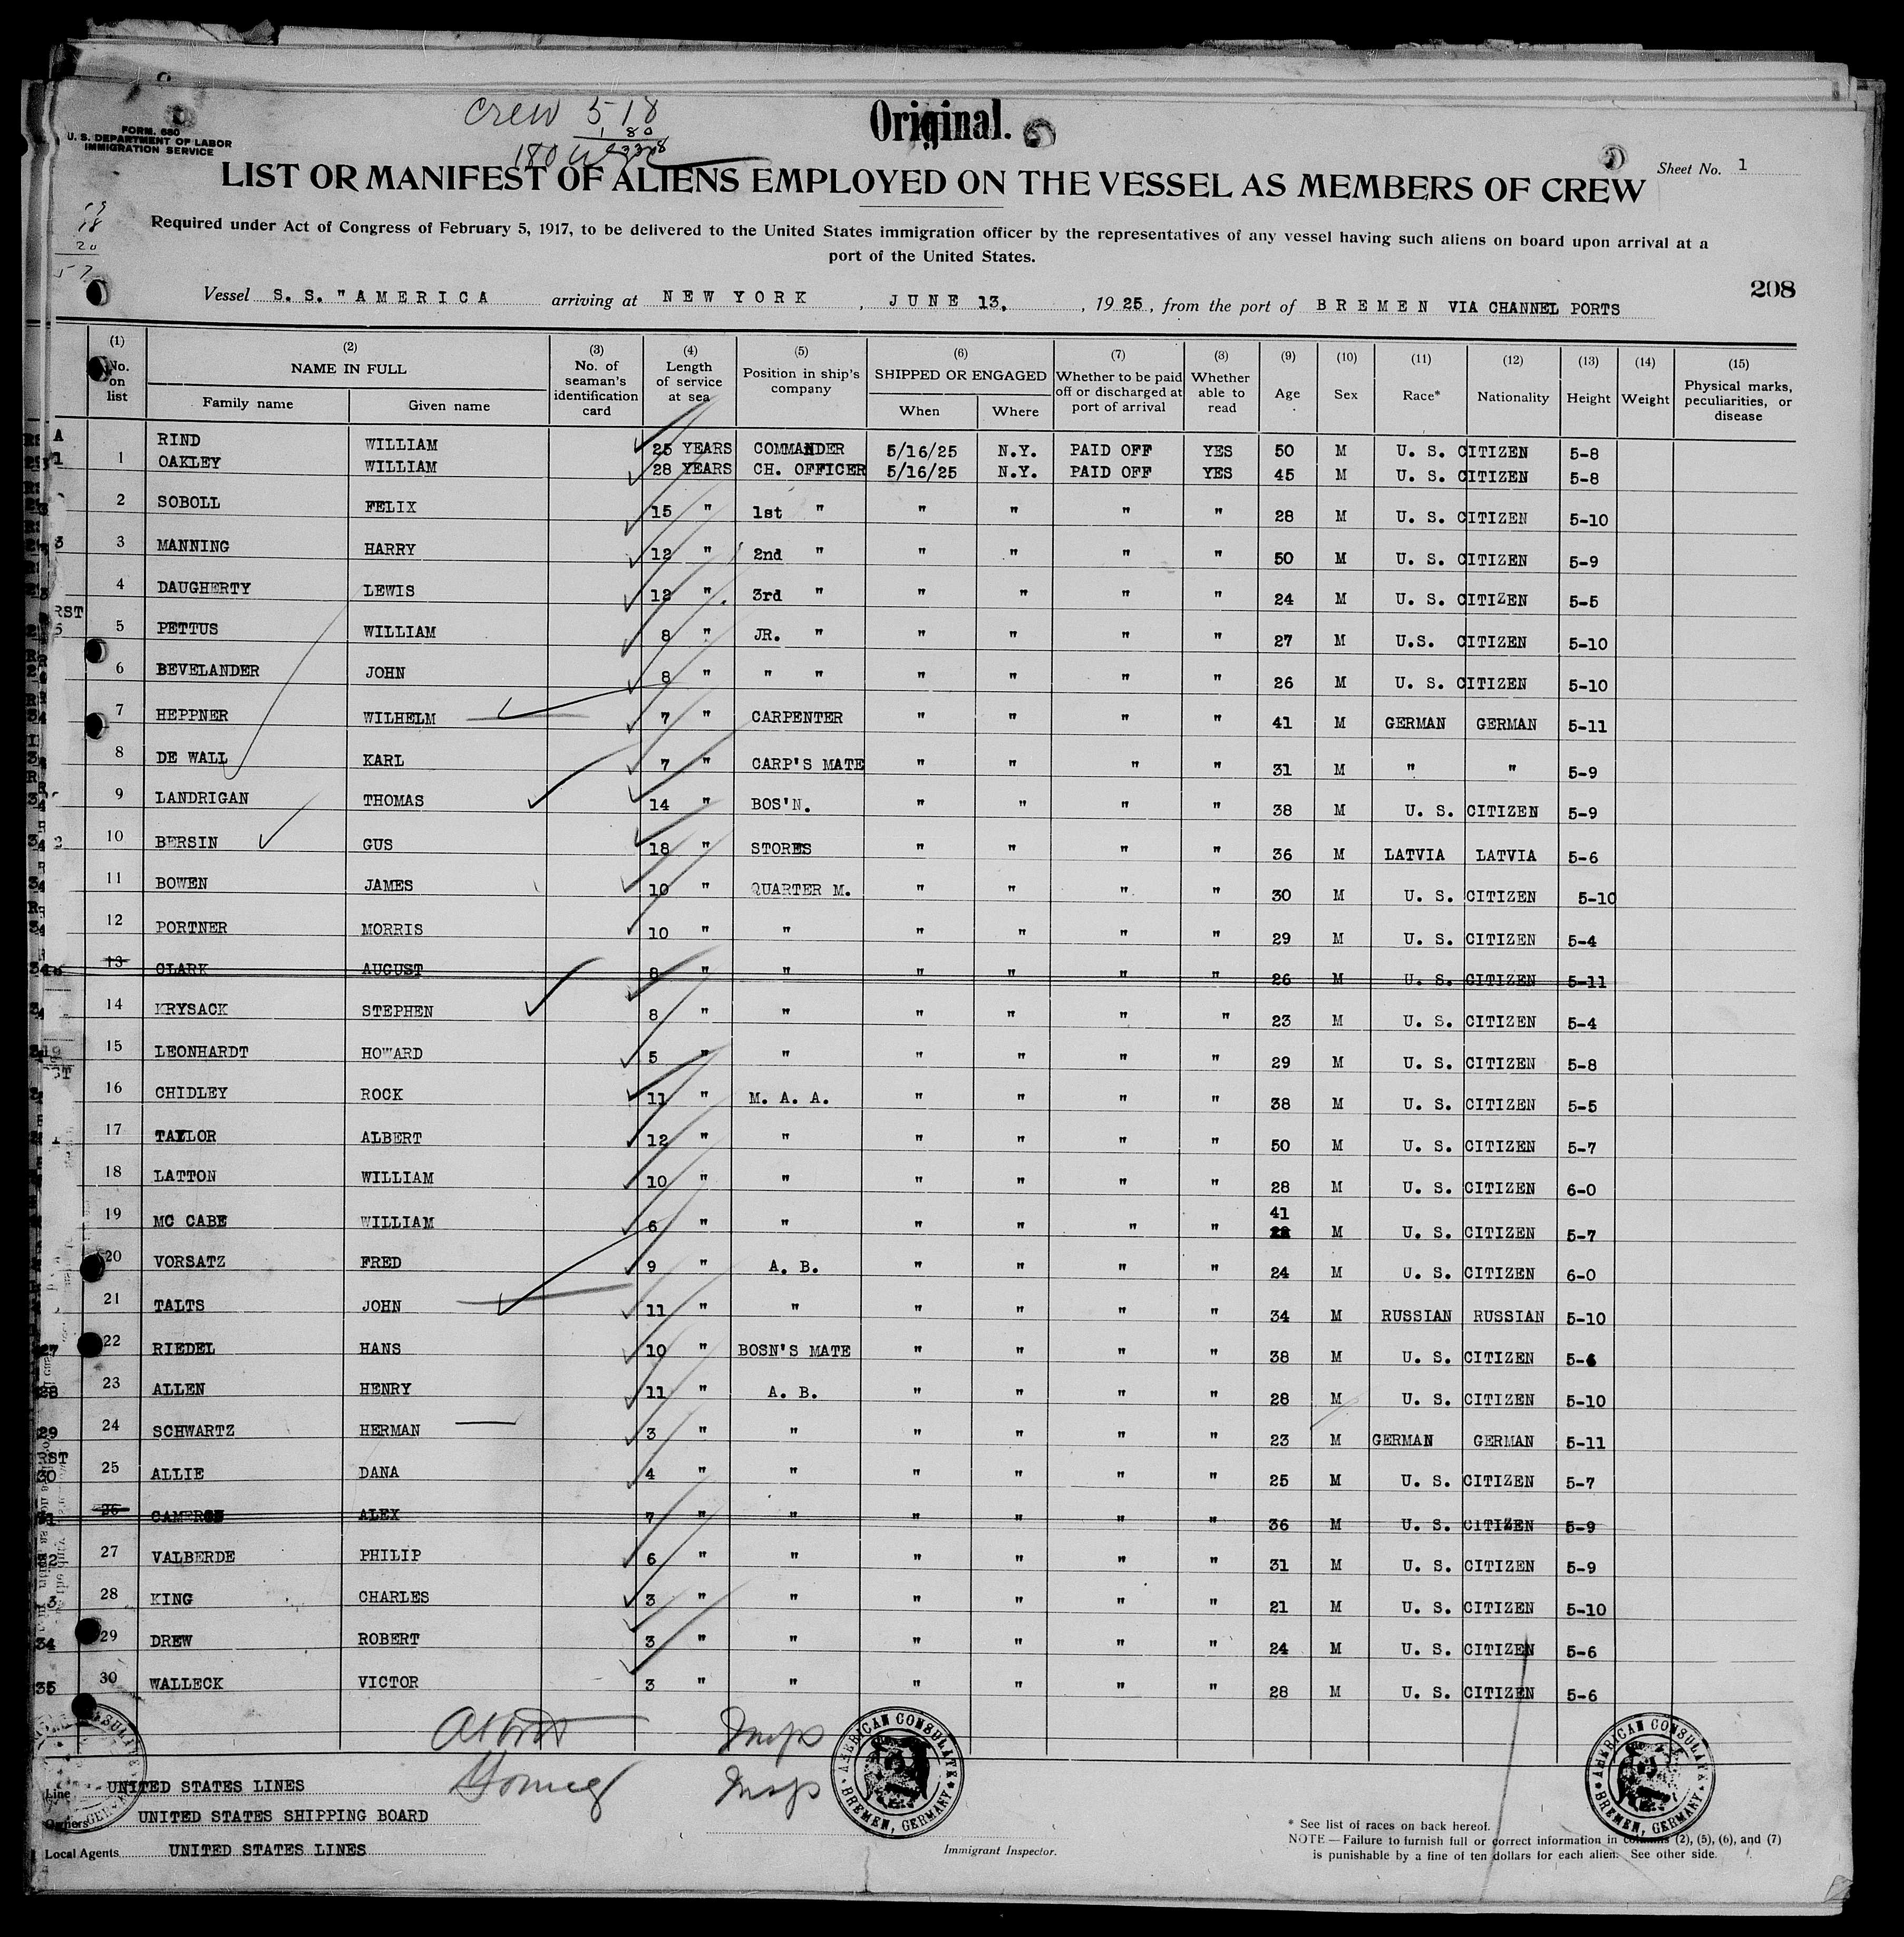 Crew 518
180
338
180
Original.
FORM. 680
U. S. DEPARTMENT OF LABOR
IMMIGRATION SERVICE
Sheet No. 1
LIST OR MANIFEST OF ALIENS EMPLOYED ON THE VESSEL AS MEMBERS OF CREW
Required under Act of Congress of February 5, 1917, to be delivered to the United States immigration officer by the representatives of any vessel having such aliens on board upon arrival at a
port of the United States.
208
Vessel S. S. "AMERICA arriving at NEW YORK, JUNE 13, 1925, from the port of BREMEN VIA CHANNEL PORTS
(1) No. on list (2) NAME IN FULL Family name Given name (3) No. of seaman's identification card (4) Length of service at sea (5) Position in ship's company (6) SHIPPED OR ENGAGED When Where (7) Whether to be paid off or discharged at port of arrival (8) Whether able to read (9) Age (10) Sex (11) Race* (12) Nationality (13) Height (14) Weight (15) Physical marks, peculiarities, or disease
RIND WILLIAM 25 YEARS COMMANDER 5/16/25 N.Y. PAID OFF YES 50 M U. S. CITIZEN 5-8
1 OAKLEY WILLIAM 28 YEARS CH. OFFICER 5/16/25 N.Y. PAID OFF YES 45 M U. S. CITIZEN 5-8
2 SOBOLL FELIX 15 " 1st " " " " " 28 M U. S. CITIZEN 5-10
3 MANNING HARRY 12 " 2nd " " " " " 50 M U. S. CITIZEN 5-9
4 DAUGHERTY LEWIS 12 " 3rd " " " " " 24 M U. S. CITIZEN 5-5
5 PETTUS WILLIAM 8 " JR. " " " " " 27 M U.S. CITIZEN 5-10
6 BEVELANDER JOHN 8 " " " " " " " 26 M U. S. CITIZEN 5-10
7 HEPPNER WILHELM 7 " CARPENTER " " " " 41 M GERMAN GERMAN 5-11
8 DE WALL KARL 7 " CARP'S MATE " " " " 31 M " " 5-9
9 LANDRIGAN THOMAS 14 " BOS'N. " " " " 38 M U. S. CITIZEN 5-9
10 BERSIN GUS 18 " STORES " " " " 36 M LATVIA LATVIA 5-6
11 BOWEN JAMES 10 " QUARTER M. " " " " 30 M U. S. CITIZEN 5-10
12 PORTNER MORRIS 10 " " " " " " 29 M U. S. CITIZEN 5-4
13 CLARK AUGUST 8 " " " " " " 26 M U. S. CITIZEN 5-11
14 KRYSACK STEPHEN 8 " " " " " " 23 M U. S. CITIZEN 5-4
15 LEONHARDT HOWARD 5 " " " " " " 29 M U. S. CITIZEN 5-8
16 CHIDLEY ROCK 11 " M. A. A. " " " " 38 M U. S. CITIZEN 5-5
17 TAYLOR ALBERT 12 " " " " " " 50 M U. S. CITIZEN 5-7
18 LATTON WILLIAM 10 " " " " " " 28 M U. S. CITIZEN 6-0
19 MC CABE WILLIAM 6 " " " " " " 41 28 M U. S. CITIZEN 5-7
20 VORSATZ FRED 9 " A. B. " " " " 24 M U. S. CITIZEN 6-0
21 TALTS JOHN 11 " " " " " " 34 M RUSSIAN RUSSIAN 5-10
22 RIEDEL HANS 10 " BOSN'S MATE " " " " 38 M U. S. CITIZEN 5-6
23 ALLEN HENRY 11 " A. B. " " " " 28 M U. S. CITIZEN 5-10
24 SCHWARTZ HERMAN 3 " " " " " " 23 M GERMAN GERMAN 5-11
25 ALLIE DANA 4 " " " " " " 25 M U. S. CITIZEN 5-7
26 CAMERON ALEX 7 " " " " " " 36 M U. S. CITIZEN 5-9
27 VALBERDE PHILIP 6 " " " " " " 31 M U. S. CITIZEN 5-9
28 KING CHARLES 3 " " " " " " 21 M U. S. CITIZEN 5-10
29 DREW ROBERT 3 " " " " " " 24 M U. S. CITIZEN 5-6
30 WALLECK VICTOR 3 " " " " " " 28 M U. S. CITIZEN 5-6
Insps
Insp
AMERICAN CONSULATE BREMEN, GERMANY
AMERICAN CONSULATE BREMEN, GERMANY
Line UNITED STATES LINES
Owners UNITED STATES SHIPPING BOARD
Local Agents UNITED STATES LINES
Immigrant Inspector.
* See list of races on back hereof.
NOTE—Failure to furnish full or correct information in columns (2), (5), (6), and (7)
is punishable by a fine of ten dollars for each alien. See other side.